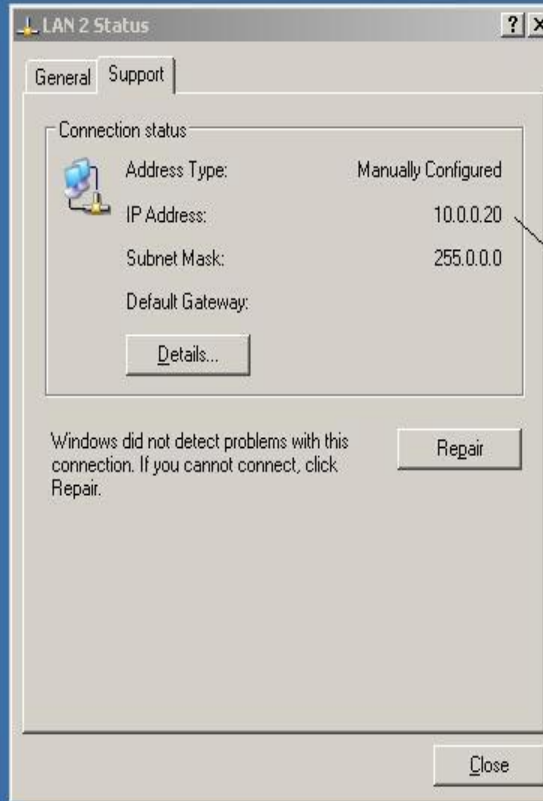 LAN 2 Status
General Support
Connection status
Address Type: Manually Configured
IP Address: 10.0.0.20
Subnet Mask: 255.0.0.0
Default Gateway:
Details...
Windows did not detect problems with this
connection. If you cannot connect, click
Repair.
Repair
Close